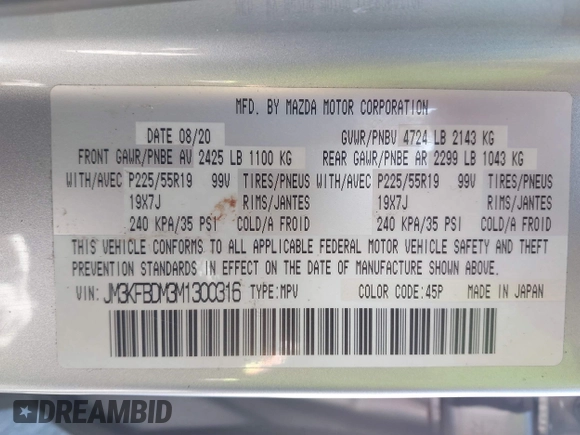 MFD. BY MAZDA MOTOR CORPORATION
DATE 08/20 GVWR/PNBV 4724 LB 2143 KG
FRONT GAWR/PNBE AV 2425 LB 1100 KG REAR GAWR/PNBE AR 2299 LB 1043 KG
WITH/AVEC P225/55R19 99V TIRES/PNEUS WITH/AVEC P225/55R19 99V TIRES/PNEUS
19X7J RIMS/JANTES 19X7J RIMS/JANTES
240 KPA/35 PSI COLD/A FROID 240 KPA/35 PSI COLD/A FROID
THIS VEHICLE CONFORMS TO ALL APPLICABLE FEDERAL MOTOR VEHICLE SAFETY AND THEFT
PREVENTION STANDARDS IN EFFECT ON THE DATE OF MANUFACTURE SHOWN ABOVE.
VIN: JM3KFBDM3M1300316 TYPE:MPV COLOR CODE:45P MADE IN JAPAN
DREAMBID